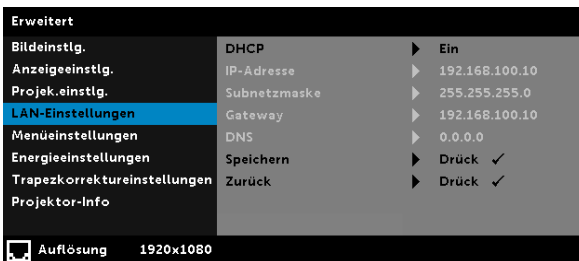 Erweitert
Bildeinstlg.
Anzeigeeinstlg.
Projek.einstlg.
LAN-Einstellungen
Menüeinstellungen
Energieeinstellungen
Trapezkorrektureinstellungen
Projektor-Info
DHCP Ein
IP-Adresse 192.168.100.10
Subnetzmaske 255.255.255.0
Gateway 192.168.100.10
DNS 0.0.0.0
Speichern Drück ✓
Zurück Drück ✓
Auflösung 1920x1080